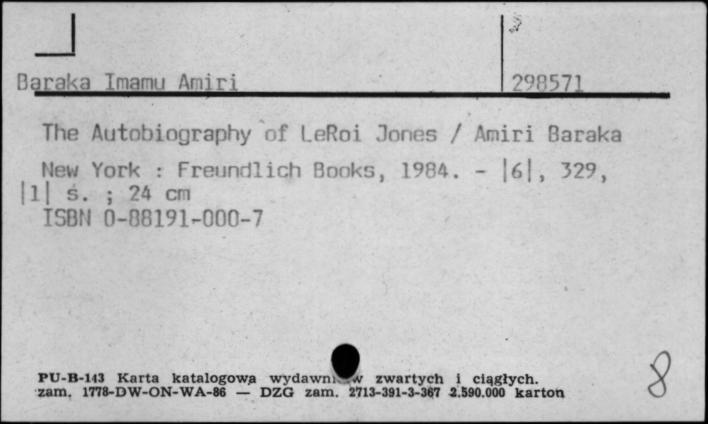 Baraka Imamu Amiri 298571
The Autobiography of LeRoi Jones / Amiri Baraka
New York : Freundlich Books, 1984. - |6|, 329,
|1| s. ; 24 cm
ISBN 0-88191-000-7
PU-B-143 Karta katalogowa zwartych i ciągłych.
zam. 1778-DW-ON-WA-86 — DZG zam. 2713-391-3-367 2.590.000 karton
8